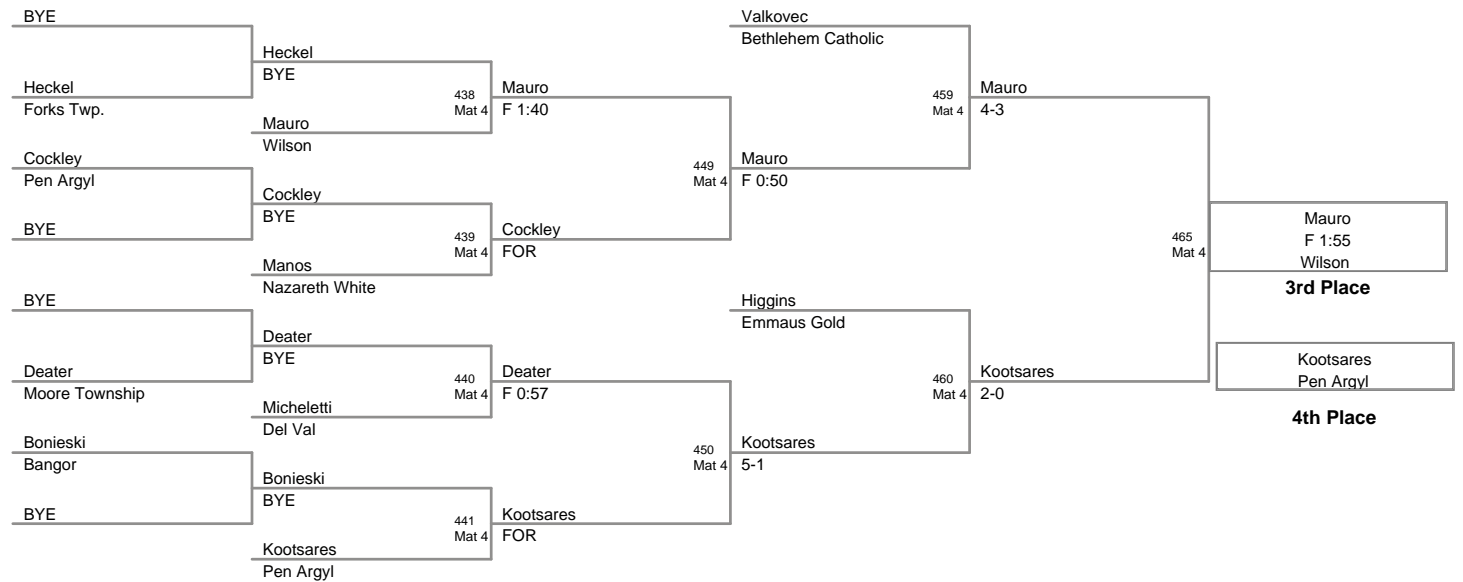 BYE
Heckel
Forks Twp.
Cockley
Pen Argyl
BYE
BYE
Deater
Moore Township
Bonieski
Bangor
BYE
Heckel
BYE
Mauro
Wilson
Cockley
BYE
Manos
Nazareth White
Deater
BYE
Micheletti
Del Val
Bonieski
BYE
Kootsares
Pen Argyl
438
Mat 4
Mauro
F 1:40
439
Mat 4
Cockley
FOR
440
Mat 4
Deater
F 0:57
441
Mat 4
Kootsares
FOR
Valkovec
Bethlehem Catholic
449
Mat 4
Mauro
F 0:50
Higgins
Emmaus Gold
450
Mat 4
Kootsares
5-1
459
Mat 4
Mauro
4-3
460
Mat 4
Kootsares
2-0
465
Mat 4
Mauro
F 1:55
Wilson
3rd Place
Kootsares
Pen Argyl
4th Place